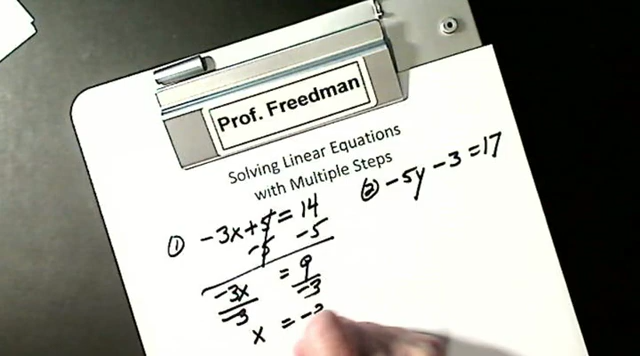 Prof. Freedman
Solving Linear Equations
with Multiple Steps
① -3x + 5 = 14
-5 -5
-3x/-3 = 9/-3
x = -3
② -5y - 3 = 17